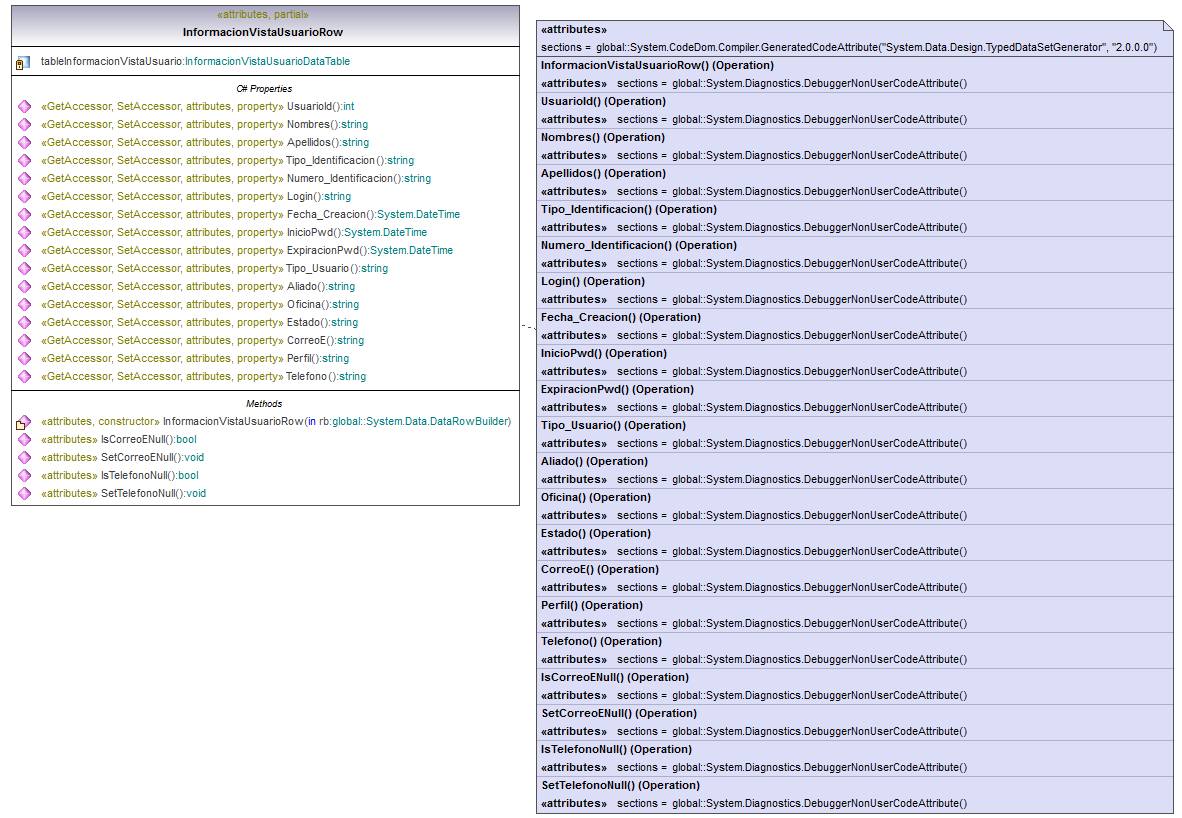 «attributes, partial»
InformacionVistaUsuarioRow
tableInformacionVistaUsuario:InformacionVistaUsuarioDataTable
C# Properties
«GetAccessor, SetAccessor, attributes, property» UsuarioId():int
«GetAccessor, SetAccessor, attributes, property» Nombres():string
«GetAccessor, SetAccessor, attributes, property» Apellidos():string
«GetAccessor, SetAccessor, attributes, property» Tipo_Identificacion():string
«GetAccessor, SetAccessor, attributes, property» Numero_Identificacion():string
«GetAccessor, SetAccessor, attributes, property» Login():string
«GetAccessor, SetAccessor, attributes, property» Fecha_Creacion():System.DateTime
«GetAccessor, SetAccessor, attributes, property» InicioPwd():System.DateTime
«GetAccessor, SetAccessor, attributes, property» ExpiracionPwd():System.DateTime
«GetAccessor, SetAccessor, attributes, property» Tipo_Usuario():string
«GetAccessor, SetAccessor, attributes, property» Aliado():string
«GetAccessor, SetAccessor, attributes, property» Oficina():string
«GetAccessor, SetAccessor, attributes, property» Estado():string
«GetAccessor, SetAccessor, attributes, property» CorreoE():string
«GetAccessor, SetAccessor, attributes, property» Perfil():string
«GetAccessor, SetAccessor, attributes, property» Telefono():string
Methods
«attributes, constructor» InformacionVistaUsuarioRow(in rb:global::System.Data.DataRowBuilder)
«attributes» IsCorreoENull():bool
«attributes» SetCorreoENull():void
«attributes» IsTelefonoNull():bool
«attributes» SetTelefonoNull():void
«attributes»
sections = global::System.CodeDom.Compiler.GeneratedCodeAttribute("System.Data.Design.TypedDataSetGenerator", "2.0.0.0")
InformacionVistaUsuarioRow() (Operation)
«attributes» sections = global::System.Diagnostics.DebuggerNonUserCodeAttribute()
UsuarioId() (Operation)
«attributes» sections = global::System.Diagnostics.DebuggerNonUserCodeAttribute()
Nombres() (Operation)
«attributes» sections = global::System.Diagnostics.DebuggerNonUserCodeAttribute()
Apellidos() (Operation)
«attributes» sections = global::System.Diagnostics.DebuggerNonUserCodeAttribute()
Tipo_Identificacion() (Operation)
«attributes» sections = global::System.Diagnostics.DebuggerNonUserCodeAttribute()
Numero_Identificacion() (Operation)
«attributes» sections = global::System.Diagnostics.DebuggerNonUserCodeAttribute()
Login() (Operation)
«attributes» sections = global::System.Diagnostics.DebuggerNonUserCodeAttribute()
Fecha_Creacion() (Operation)
«attributes» sections = global::System.Diagnostics.DebuggerNonUserCodeAttribute()
InicioPwd() (Operation)
«attributes» sections = global::System.Diagnostics.DebuggerNonUserCodeAttribute()
ExpiracionPwd() (Operation)
«attributes» sections = global::System.Diagnostics.DebuggerNonUserCodeAttribute()
Tipo_Usuario() (Operation)
«attributes» sections = global::System.Diagnostics.DebuggerNonUserCodeAttribute()
Aliado() (Operation)
«attributes» sections = global::System.Diagnostics.DebuggerNonUserCodeAttribute()
Oficina() (Operation)
«attributes» sections = global::System.Diagnostics.DebuggerNonUserCodeAttribute()
Estado() (Operation)
«attributes» sections = global::System.Diagnostics.DebuggerNonUserCodeAttribute()
CorreoE() (Operation)
«attributes» sections = global::System.Diagnostics.DebuggerNonUserCodeAttribute()
Perfil() (Operation)
«attributes» sections = global::System.Diagnostics.DebuggerNonUserCodeAttribute()
Telefono() (Operation)
«attributes» sections = global::System.Diagnostics.DebuggerNonUserCodeAttribute()
IsCorreoENull() (Operation)
«attributes» sections = global::System.Diagnostics.DebuggerNonUserCodeAttribute()
SetCorreoENull() (Operation)
«attributes» sections = global::System.Diagnostics.DebuggerNonUserCodeAttribute()
IsTelefonoNull() (Operation)
«attributes» sections = global::System.Diagnostics.DebuggerNonUserCodeAttribute()
SetTelefonoNull() (Operation)
«attributes» sections = global::System.Diagnostics.DebuggerNonUserCodeAttribute()